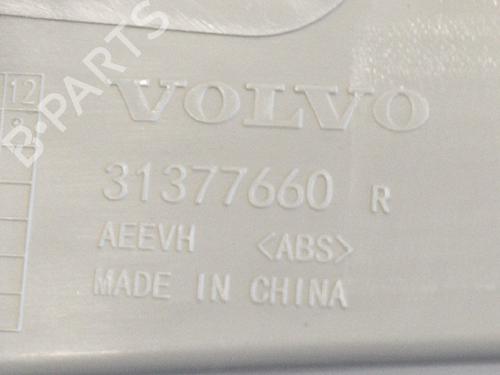 B-PARTS
12
VOLVO
31377660 R
AEEVH <ABS>
MADE IN CHINA